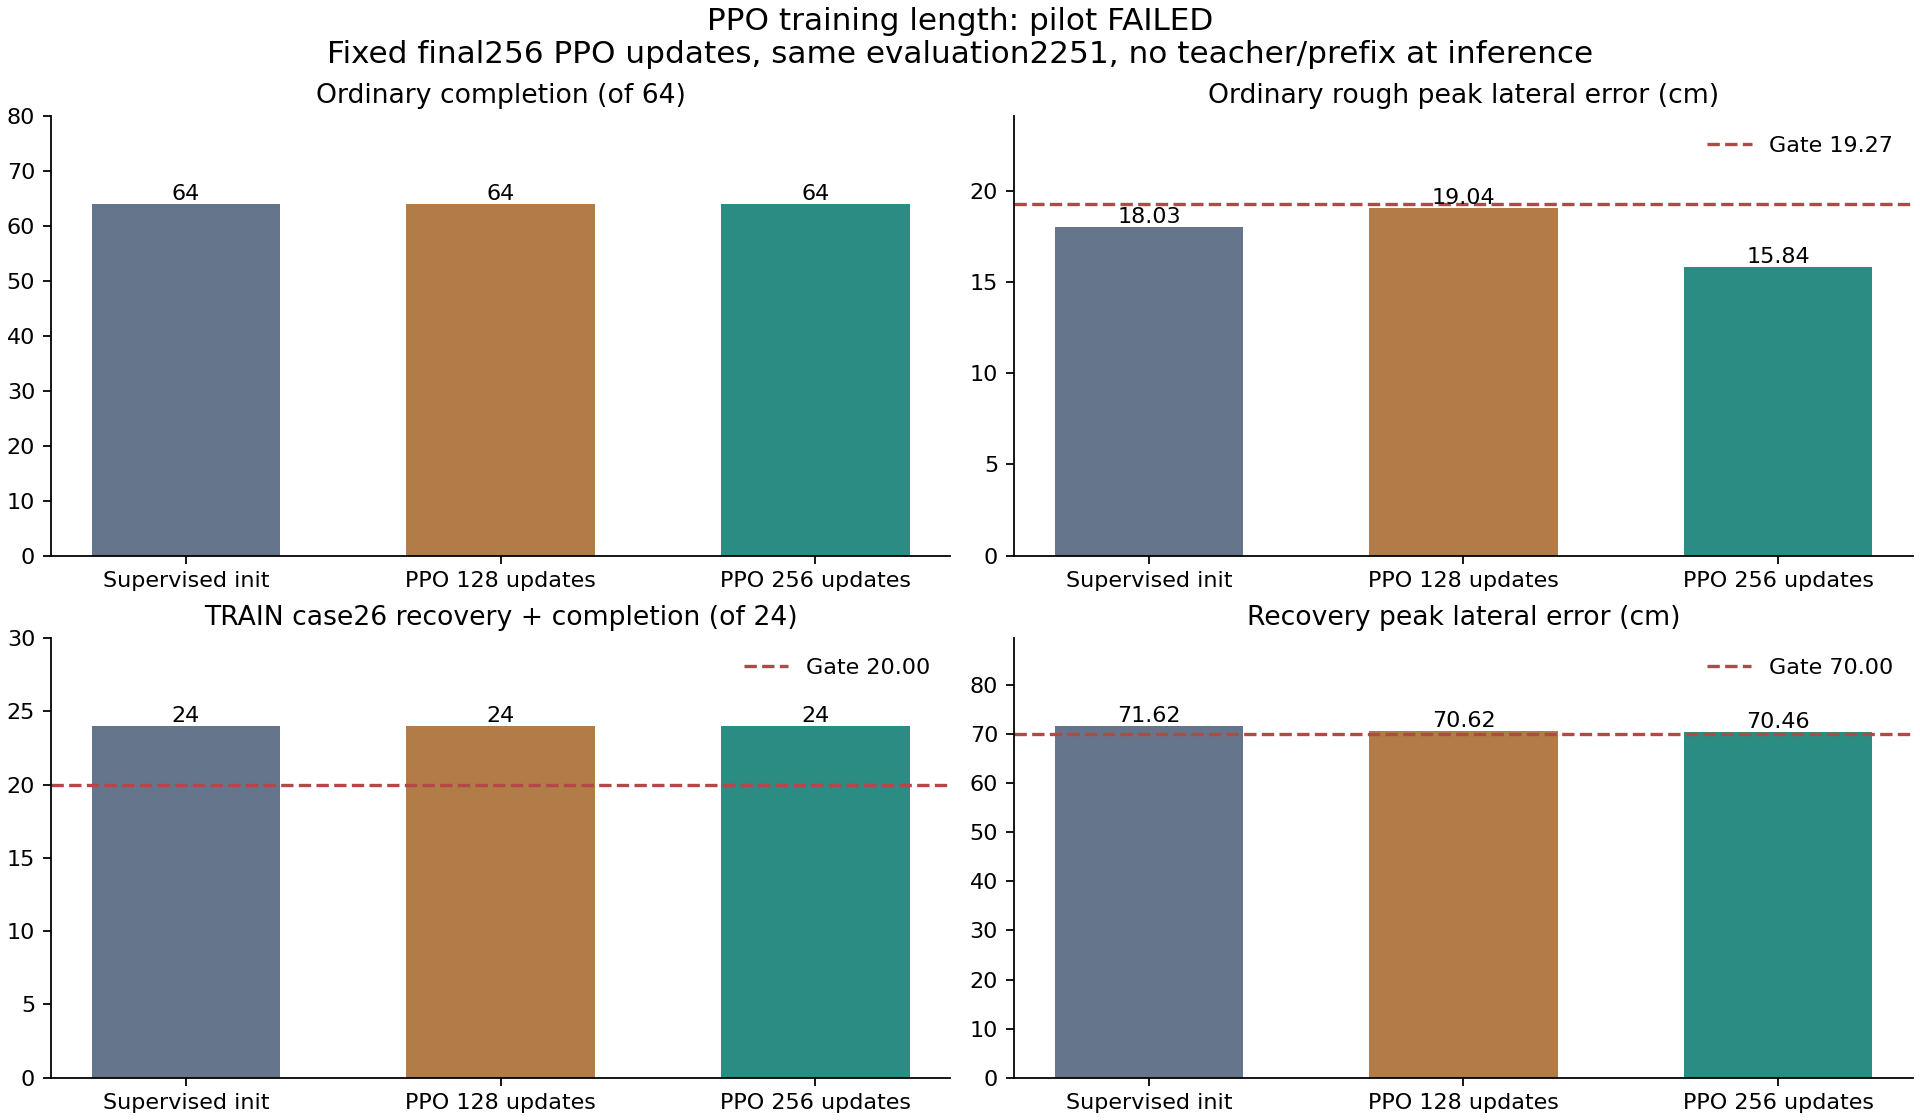 PPO training length: pilot FAILED
Fixed final256 PPO updates, same evaluation2251, no teacher/prefix at inference
Ordinary completion (of 64)
80
70
60
50
40
30
20
10
0
64
64
64
Supervised init
PPO 128 updates
PPO 256 updates
Ordinary rough peak lateral error (cm)
Gate 19.27
20
15
10
5
0
18.03
19.04
15.84
Supervised init
PPO 128 updates
PPO 256 updates
TRAIN case26 recovery + completion (of 24)
Gate 20.00
30
25
20
15
10
5
0
24
24
24
Supervised init
PPO 128 updates
PPO 256 updates
Recovery peak lateral error (cm)
Gate 70.00
80
70
60
50
40
30
20
10
0
71.62
70.62
70.46
Supervised init
PPO 128 updates
PPO 256 updates